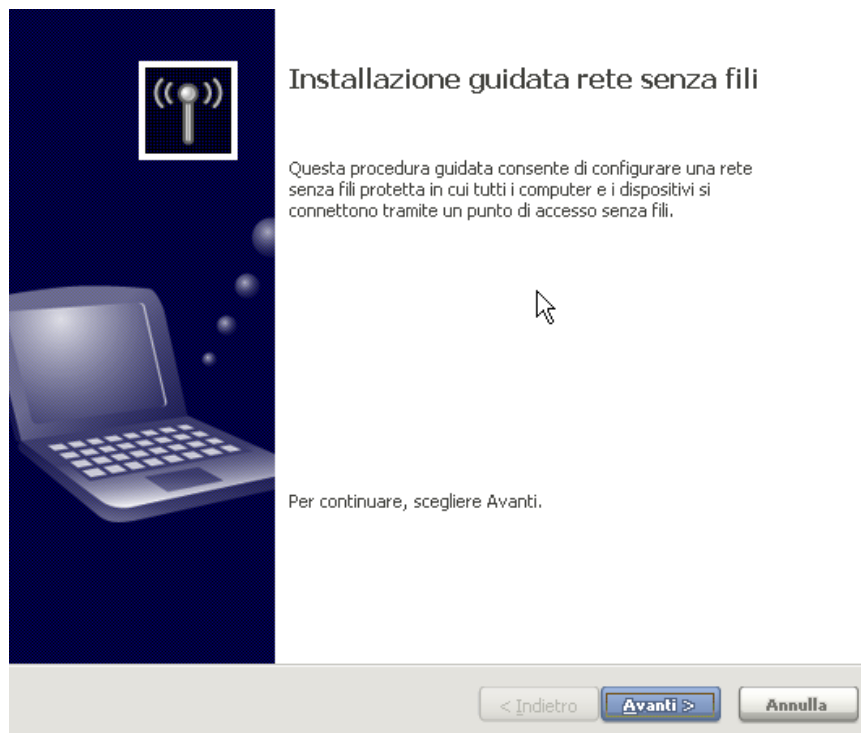 Installazione guidata rete senza fili
Questa procedura guidata consente di configurare una rete
senza fili protetta in cui tutti i computer e i dispositivi si
connettono tramite un punto di accesso senza fili.
Per continuare, scegliere Avanti.
< Indietro Avanti > Annulla